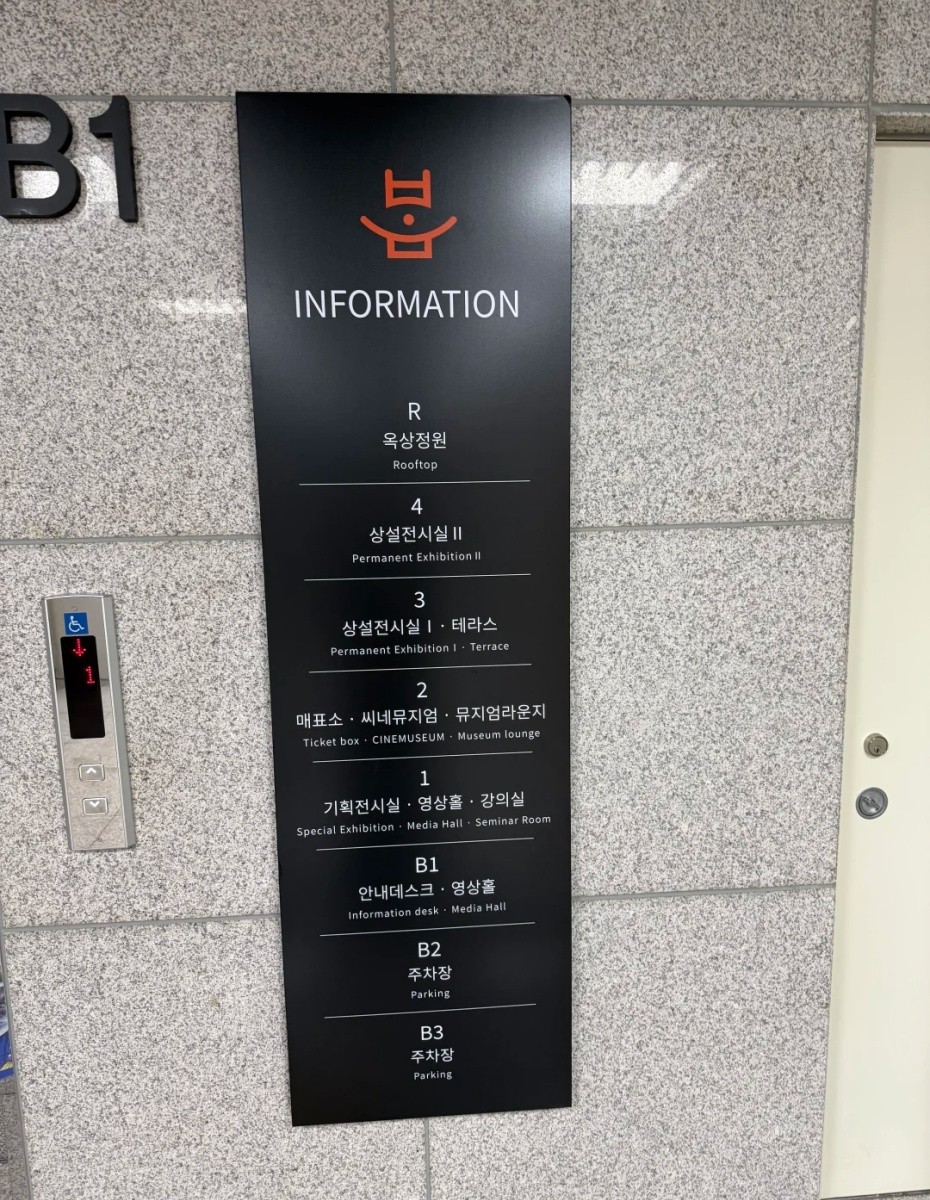 B1
INFORMATION
R
옥상정원
Rooftop
4
상설전시실 II
Permanent Exhibition II
3
상설전시실 I · 테라스
Permanent Exhibition I · Terrace
2
매표소 · 씨네뮤지엄 · 뮤지엄라운지
Ticket box · CINEMUSEUM · Museum lounge
1
기획전시실 · 영상홀 · 강의실
Special Exhibition · Media Hall · Seminar Room
B1
안내데스크 · 영상홀
Information desk · Media Hall
B2
주차장
Parking
B3
주차장
Parking
1